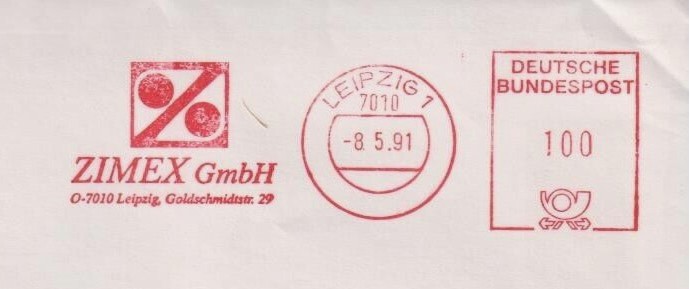 ZIMEX GmbH
O-7010 Leipzig, Goldschmidtstr. 29
LEIPZIG 1
7010
-8. 5.91
DEUTSCHE
BUNDESPOST
100